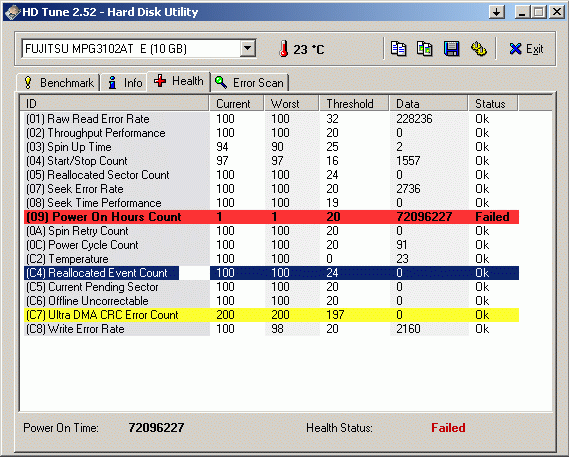 HD Tune 2.52 - Hard Disk Utility
FUJITSU MPG3102AT  E (10 GB) 23 °C Exit
Benchmark Info Health Error Scan
ID Current Worst Threshold Data Status
(01) Raw Read Error Rate 100 100 32 228236 Ok
(02) Throughput Performance 100 100 20 0 Ok
(03) Spin Up Time 94 90 25 2 Ok
(04) Start/Stop Count 97 97 16 1557 Ok
(05) Reallocated Sector Count 100 100 24 0 Ok
(07) Seek Error Rate 100 100 20 2736 Ok
(08) Seek Time Performance 100 100 19 0 Ok
(09) Power On Hours Count 1 1 20 72096227 Failed
(0A) Spin Retry Count 100 100 20 0 Ok
(0C) Power Cycle Count 100 100 20 91 Ok
(C2) Temperature 100 100 0 23 Ok
(C4) Reallocated Event Count 100 100 24 0 Ok
(C5) Current Pending Sector 100 100 20 0 Ok
(C6) Offline Uncorrectable 100 100 20 0 Ok
(C7) Ultra DMA CRC Error Count 200 200 197 0 Ok
(C8) Write Error Rate 100 98 20 2160 Ok
Power On Time: 72096227 Health Status: Failed